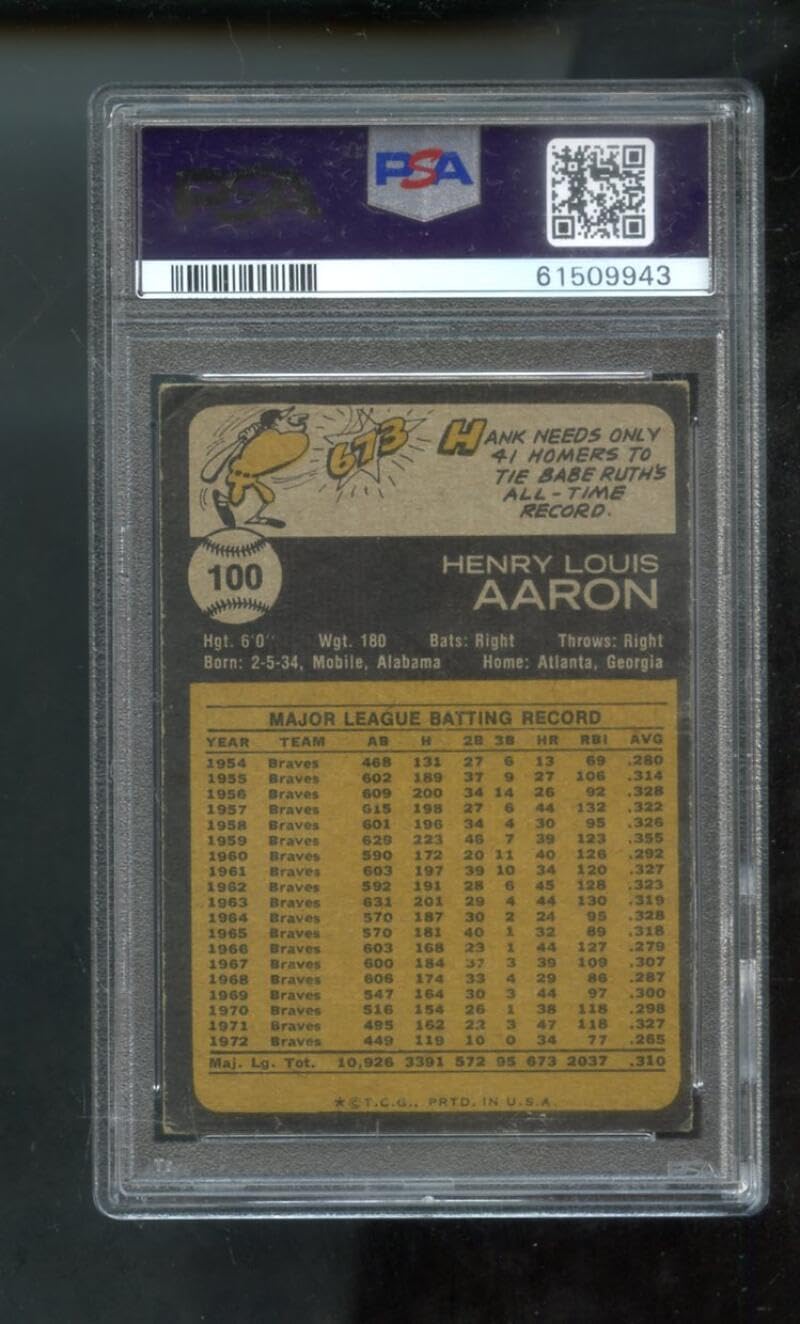 PSA
PSA
61509943
673
HANK NEEDS ONLY
41 HOMERS TO
TIE BABE RUTH'S
ALL-TIME
RECORD.
100
HENRY LOUIS
AARON
Hgt. 6'0" Wgt. 180 Bats: Right Throws: Right
Born: 2-5-34, Mobile, Alabama Home: Atlanta, Georgia
MAJOR LEAGUE BATTING RECORD
YEAR TEAM AB H 2B 3B HR RBI AVG
1954 Braves 468 131 27 6 13 69 .280
1955 Braves 602 189 37 9 27 106 .314
1956 Braves 609 200 34 14 26 92 .328
1957 Braves 615 198 27 6 44 132 .322
1958 Braves 601 196 34 4 30 95 .326
1959 Braves 629 223 46 7 39 123 .355
1960 Braves 590 172 20 11 40 126 .292
1961 Braves 603 197 39 10 34 120 .327
1962 Braves 592 191 28 6 45 128 .323
1963 Braves 631 201 29 4 44 130 .319
1964 Braves 570 187 30 2 24 95 .328
1965 Braves 570 181 40 1 32 89 .318
1966 Braves 603 168 23 1 44 127 .279
1967 Braves 600 184 37 3 39 109 .307
1968 Braves 606 174 33 4 29 86 .287
1969 Braves 547 164 30 3 44 97 .300
1970 Braves 516 154 26 1 38 118 .298
1971 Braves 495 162 22 3 47 118 .327
1972 Braves 449 119 10 0 34 77 .265
Maj. Lg. Tot. 10,926 3391 572 95 673 2037 .310
★©T.C.G., PRTD. IN U.S.A.
PSA